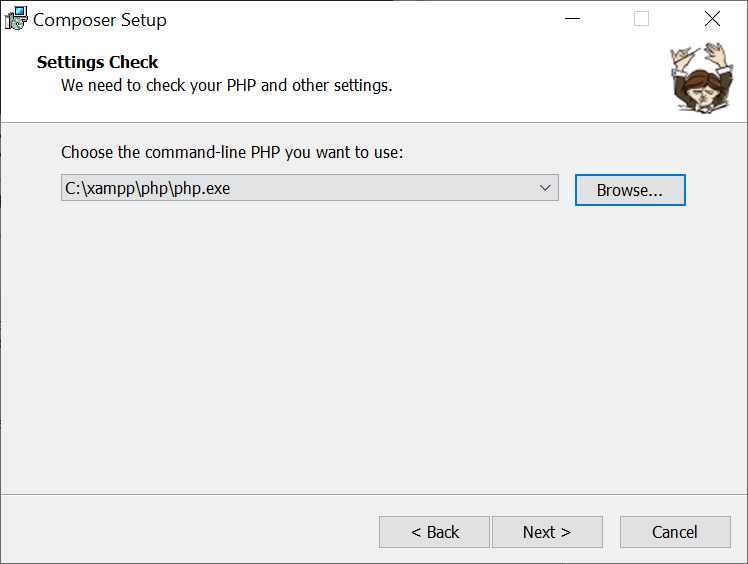 Composer Setup
Settings Check
We need to check your PHP and other settings.
Choose the command-line PHP you want to use:
C:\xampp\php\php.exe
Browse...
< Back
Next >
Cancel